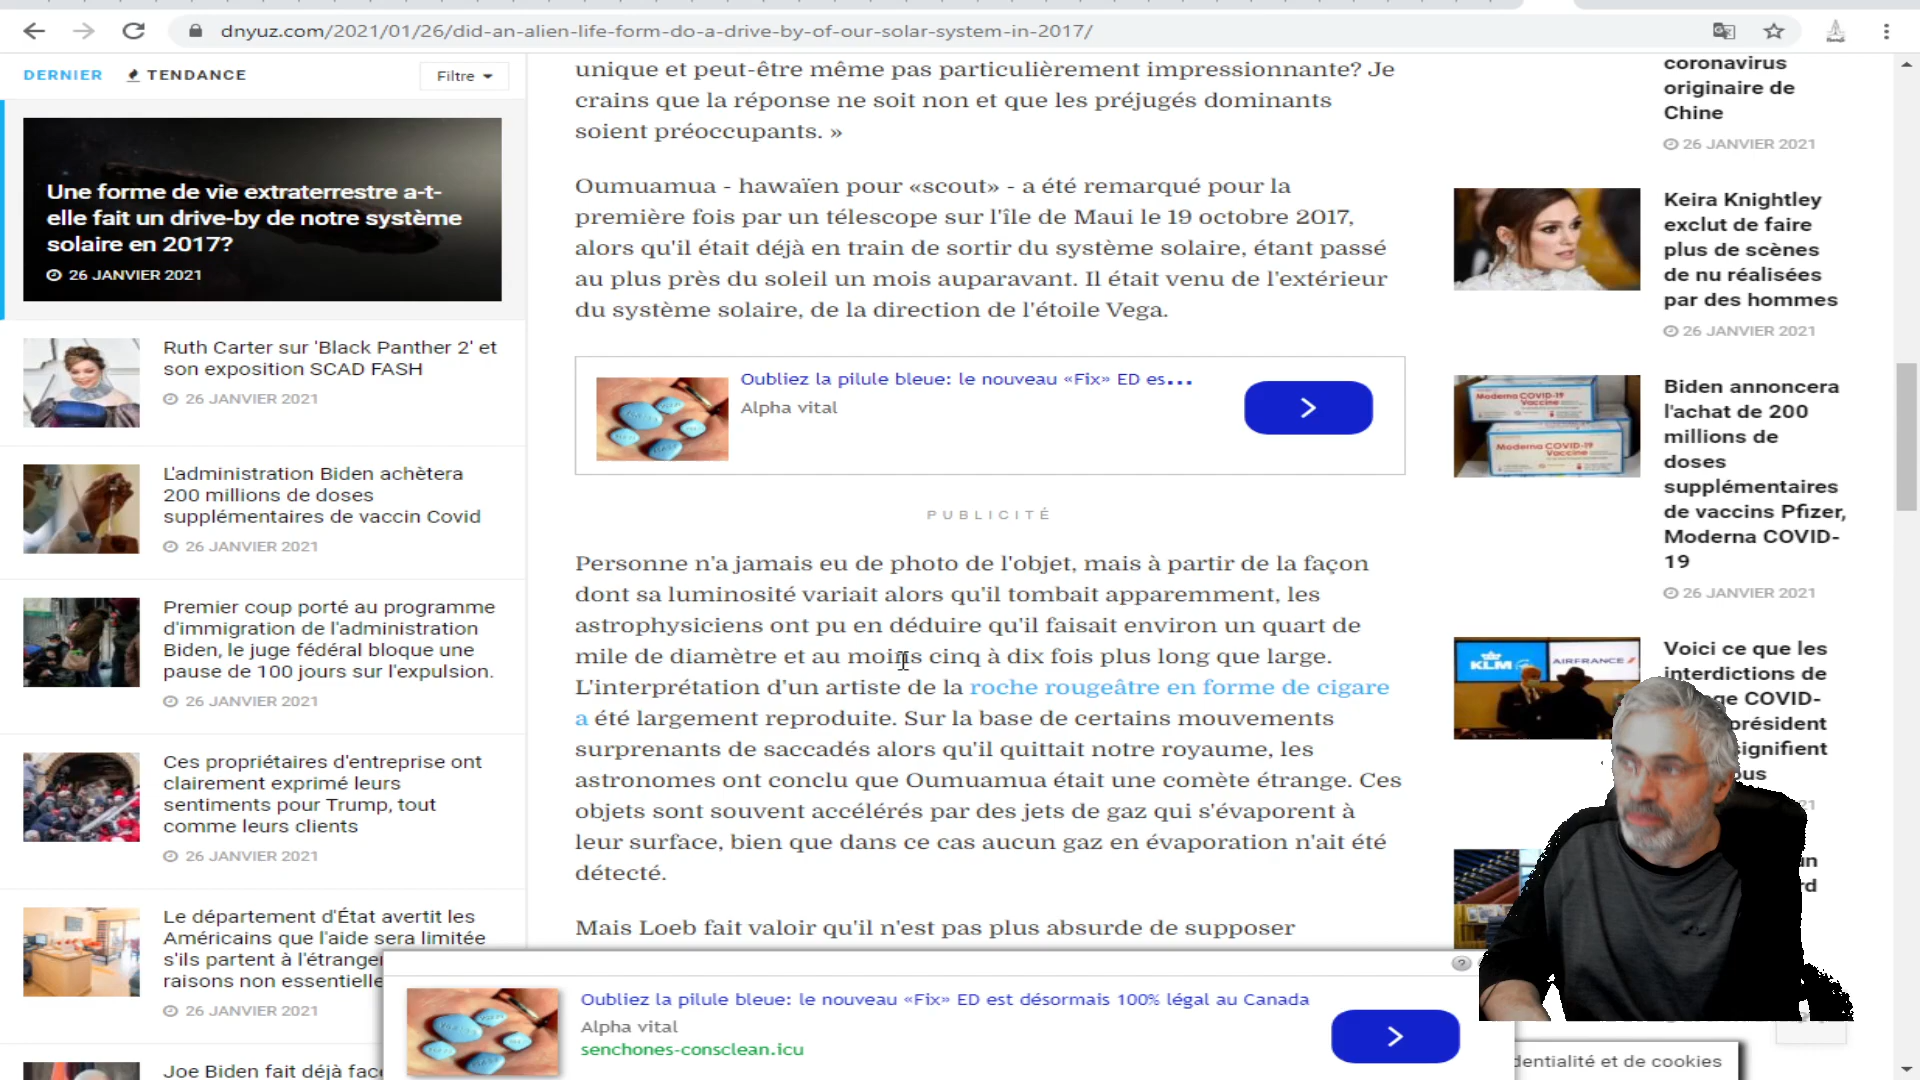 dnyuz.com/2021/01/26/did-an-alien-life-form-do-a-drive-by-of-our-solar-system-in-2017/
DERNIER
TENDANCE
Filtre
Une forme de vie extraterrestre a-t-
elle fait un drive-by de notre système
solaire en 2017?
26 JANVIER 2021
Ruth Carter sur 'Black Panther 2' et
son exposition SCAD FASH
26 JANVIER 2021
L'administration Biden achètera
200 millions de doses
supplémentaires de vaccin Covid
26 JANVIER 2021
Premier coup porté au programme
d'immigration de l'administration
Biden, le juge fédéral bloque une
pause de 100 jours sur l'expulsion.
26 JANVIER 2021
Ces propriétaires d'entreprise ont
clairement exprimé leurs
sentiments pour Trump, tout
comme leurs clients
26 JANVIER 2021
Le département d'État avertit les
Américains que l'aide sera limitée
s'ils partent à l'étranger
raisons non essentielle
26 JANVIER 2021
Joe Biden fait déjà fac
unique et peut-être même pas particulièrement impressionnante? Je
crains que la réponse ne soit non et que les préjugés dominants
soient préoccupants. »
Oumuamua - hawaïen pour «scout» - a été remarqué pour la
première fois par un télescope sur l'île de Maui le 19 octobre 2017,
alors qu'il était déjà en train de sortir du système solaire, étant passé
au plus près du soleil un mois auparavant. Il était venu de l'extérieur
du système solaire, de la direction de l'étoile Vega.
Oubliez la pilule bleue: le nouveau «Fix» ED es...
Alpha vital
PUBLICITÉ
Personne n'a jamais eu de photo de l'objet, mais à partir de la façon
dont sa luminosité variait alors qu'il tombait apparemment, les
astrophysiciens ont pu en déduire qu'il faisait environ un quart de
mile de diamètre et au moins cinq à dix fois plus long que large.
L'interprétation d'un artiste de la roche rougeâtre en forme de cigare
a été largement reproduite. Sur la base de certains mouvements
surprenants de saccadés alors qu'il quittait notre royaume, les
astronomes ont conclu que Oumuamua était une comète étrange. Ces
objets sont souvent accélérés par des jets de gaz qui s'évaporent à
leur surface, bien que dans ce cas aucun gaz en évaporation n'ait été
détecté.
Mais Loeb fait valoir qu'il n'est pas plus absurde de supposer
Oubliez la pilule bleue: le nouveau «Fix» ED est désormais 100% légal au Canada
Alpha vital
senchones-consclean.icu
coronavirus
originaire de
Chine
26 JANVIER 2021
Keira Knightley
exclut de faire
plus de scènes
de nu réalisées
par des hommes
26 JANVIER 2021
Moderna COVID-19
Vaccine
Moderna COVID-19
Vaccine
Biden annoncera
l'achat de 200
millions de
doses
supplémentaires
de vaccins Pfizer,
Moderna COVID-
19
26 JANVIER 2021
KLM
AIRFRANCE
Voici ce que les
interdictions de
ge COVID-
président
signifient
ous
21
un
rd
dentialité et de cookies